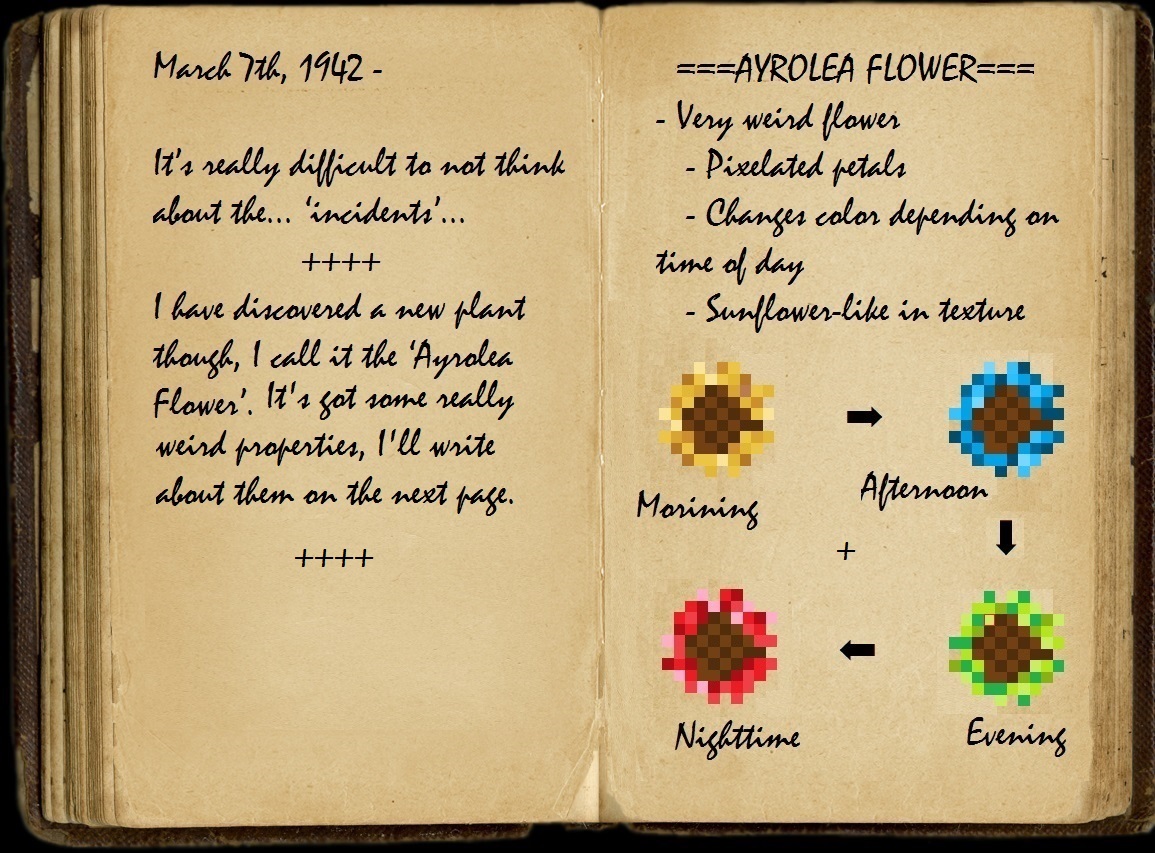 March 7th, 1942 -
It's really difficult to not think
about the... 'incidents'...
++++
I have discovered a new plant
though, I call it the 'Ayrolea
Flower'. It's got some really
weird properties, I'll write
about them on the next page.
++++
===AYROLEA FLOWER===
- Very weird flower
- Pixelated petals
- Changes color depending on
time of day
- Sunflower-like in texture
Morining
Afternoon
+
Nighttime
Evening